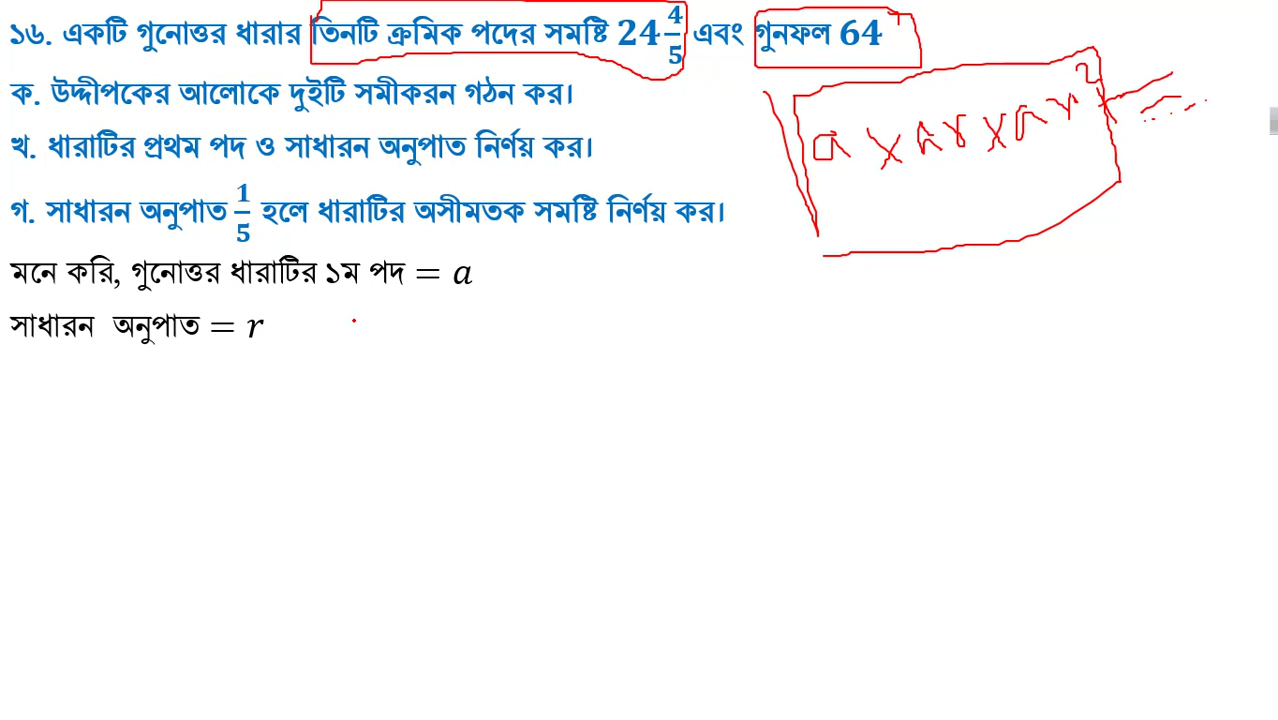 ১৬. একটি গুনোত্তর ধারার তিনটি ক্রমিক পদের সমষ্টি 24 4/5 এবং গুনফল 64
a × ar × ar²
ক. উদ্দীপকের আলোকে দুইটি সমীকরন গঠন কর।
খ. ধারাটির প্রথম পদ ও সাধারন অনুপাত নির্ণয় কর।
গ. সাধারন অনুপাত 1/5 হলে ধারাটির অসীমতক সমষ্টি নির্ণয় কর।
মনে করি, গুনোত্তর ধারাটির ১ম পদ = a
সাধারন অনুপাত = r